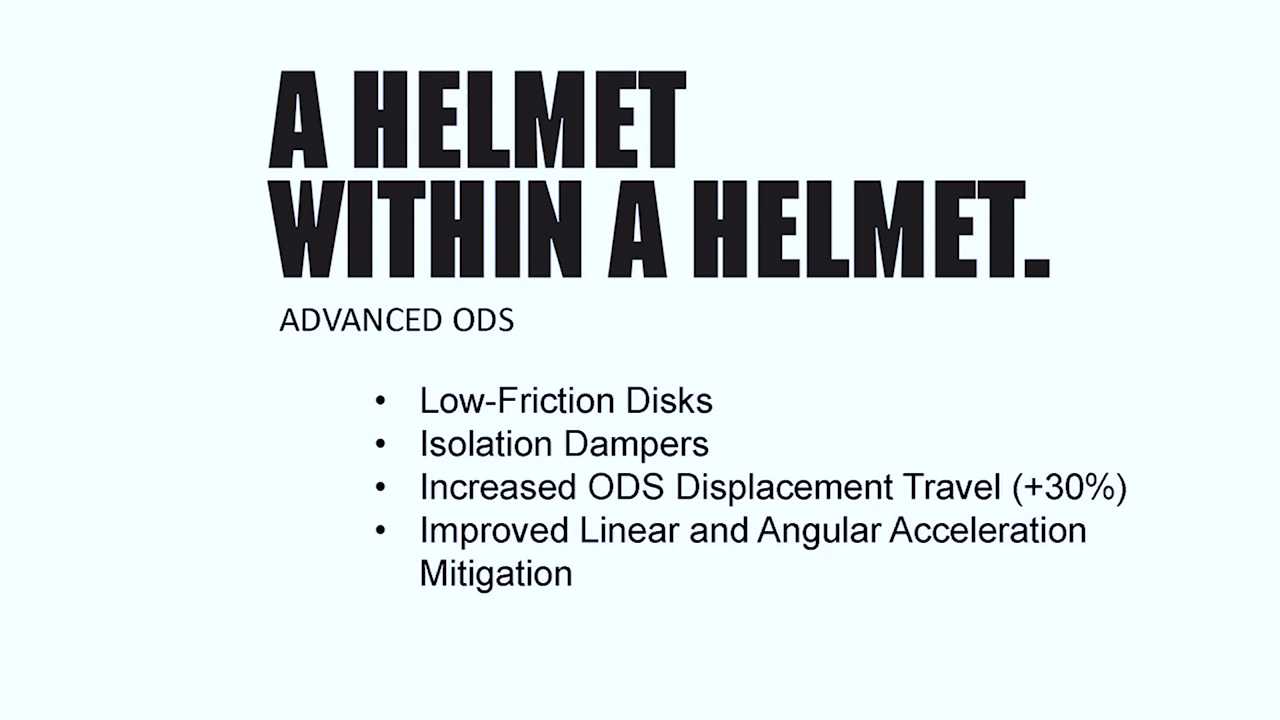 A HELMET
WITHIN A HELMET.
ADVANCED ODS
• Low-Friction Disks
• Isolation Dampers
• Increased ODS Displacement Travel (+30%)
• Improved Linear and Angular Acceleration
Mitigation